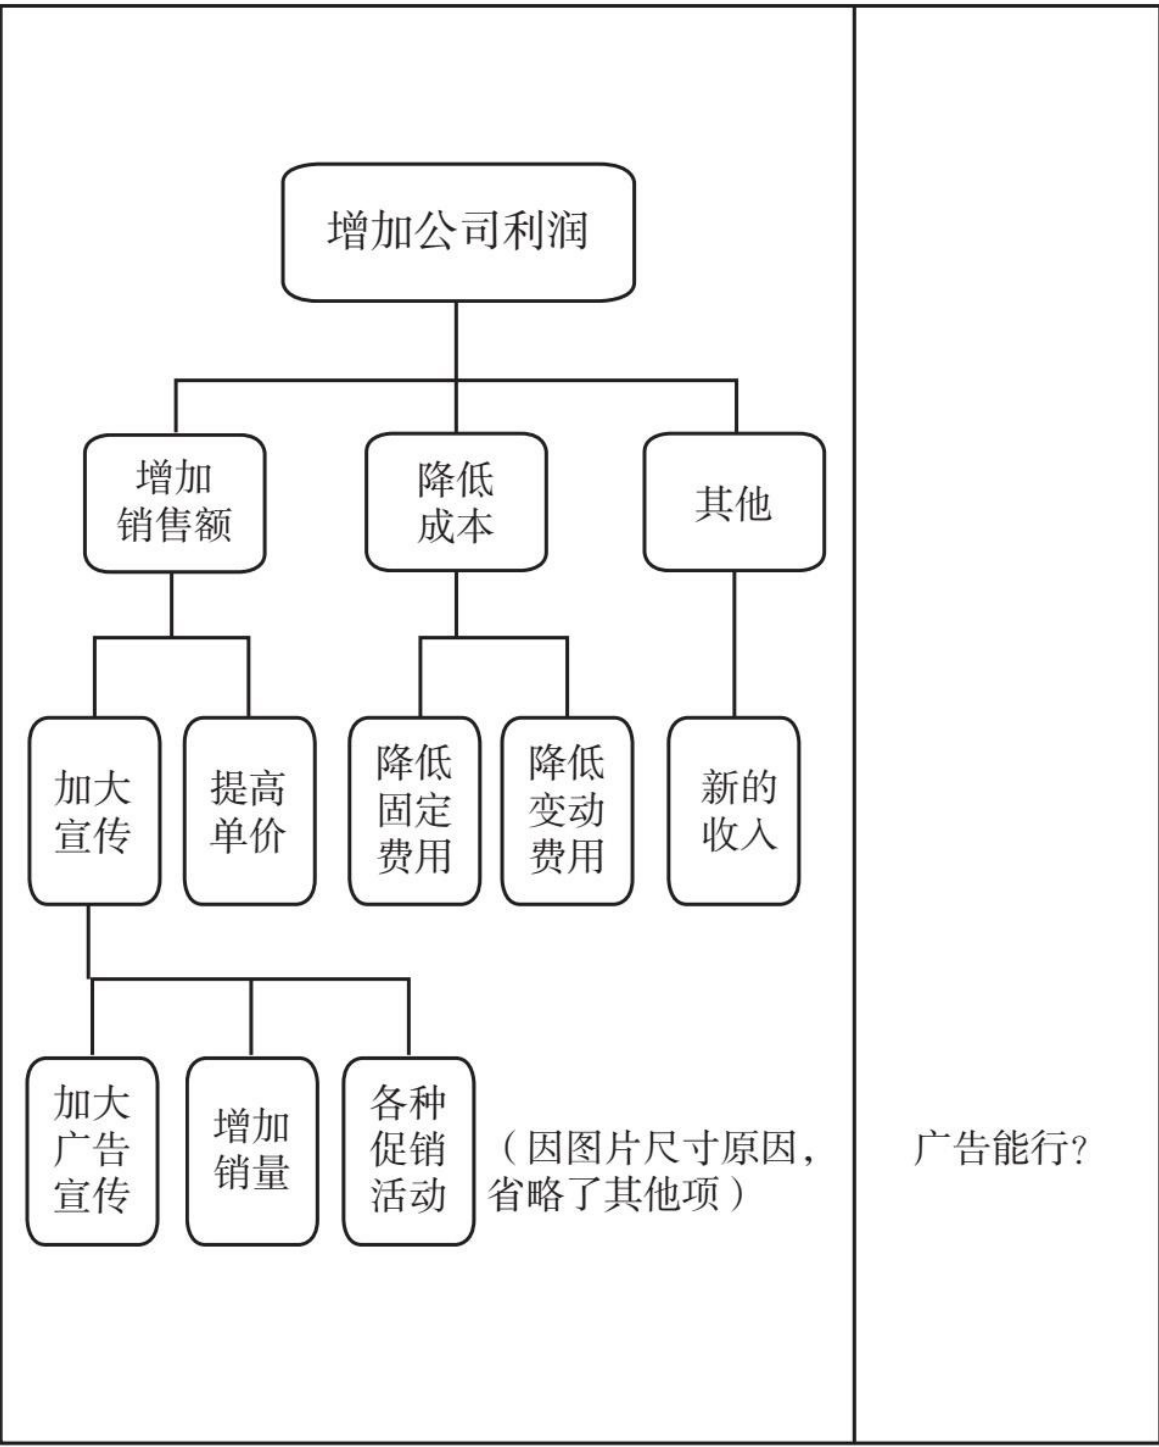 增加公司利润
增加
销售额
降低
成本
其他
加大
宣传
提高
单价
降低
固定
费用
降低
变动
费用
新的
收入
加大
广告
宣传
增加
销量
各种
促销
活动
（因图片尺寸原因，
省略了其他项）
广告能行？